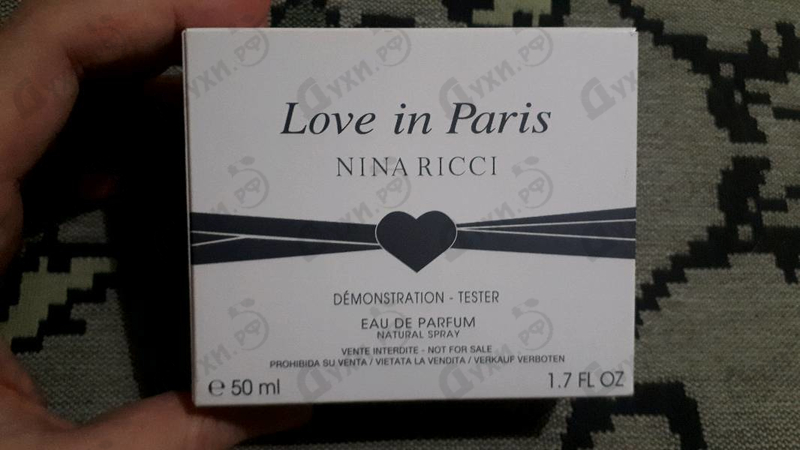 Love in Paris
NINA RICCI
DÉMONSTRATION - TESTER
EAU DE PARFUM
NATURAL SPRAY
VENTE INTERDITE - NOT FOR SALE
PROHIBIDA SU VENTA / VIETATA LA VENDITA / VERKAUF VERBOTEN
℮ 50 ml 1.7 FL OZ
Духи.рф